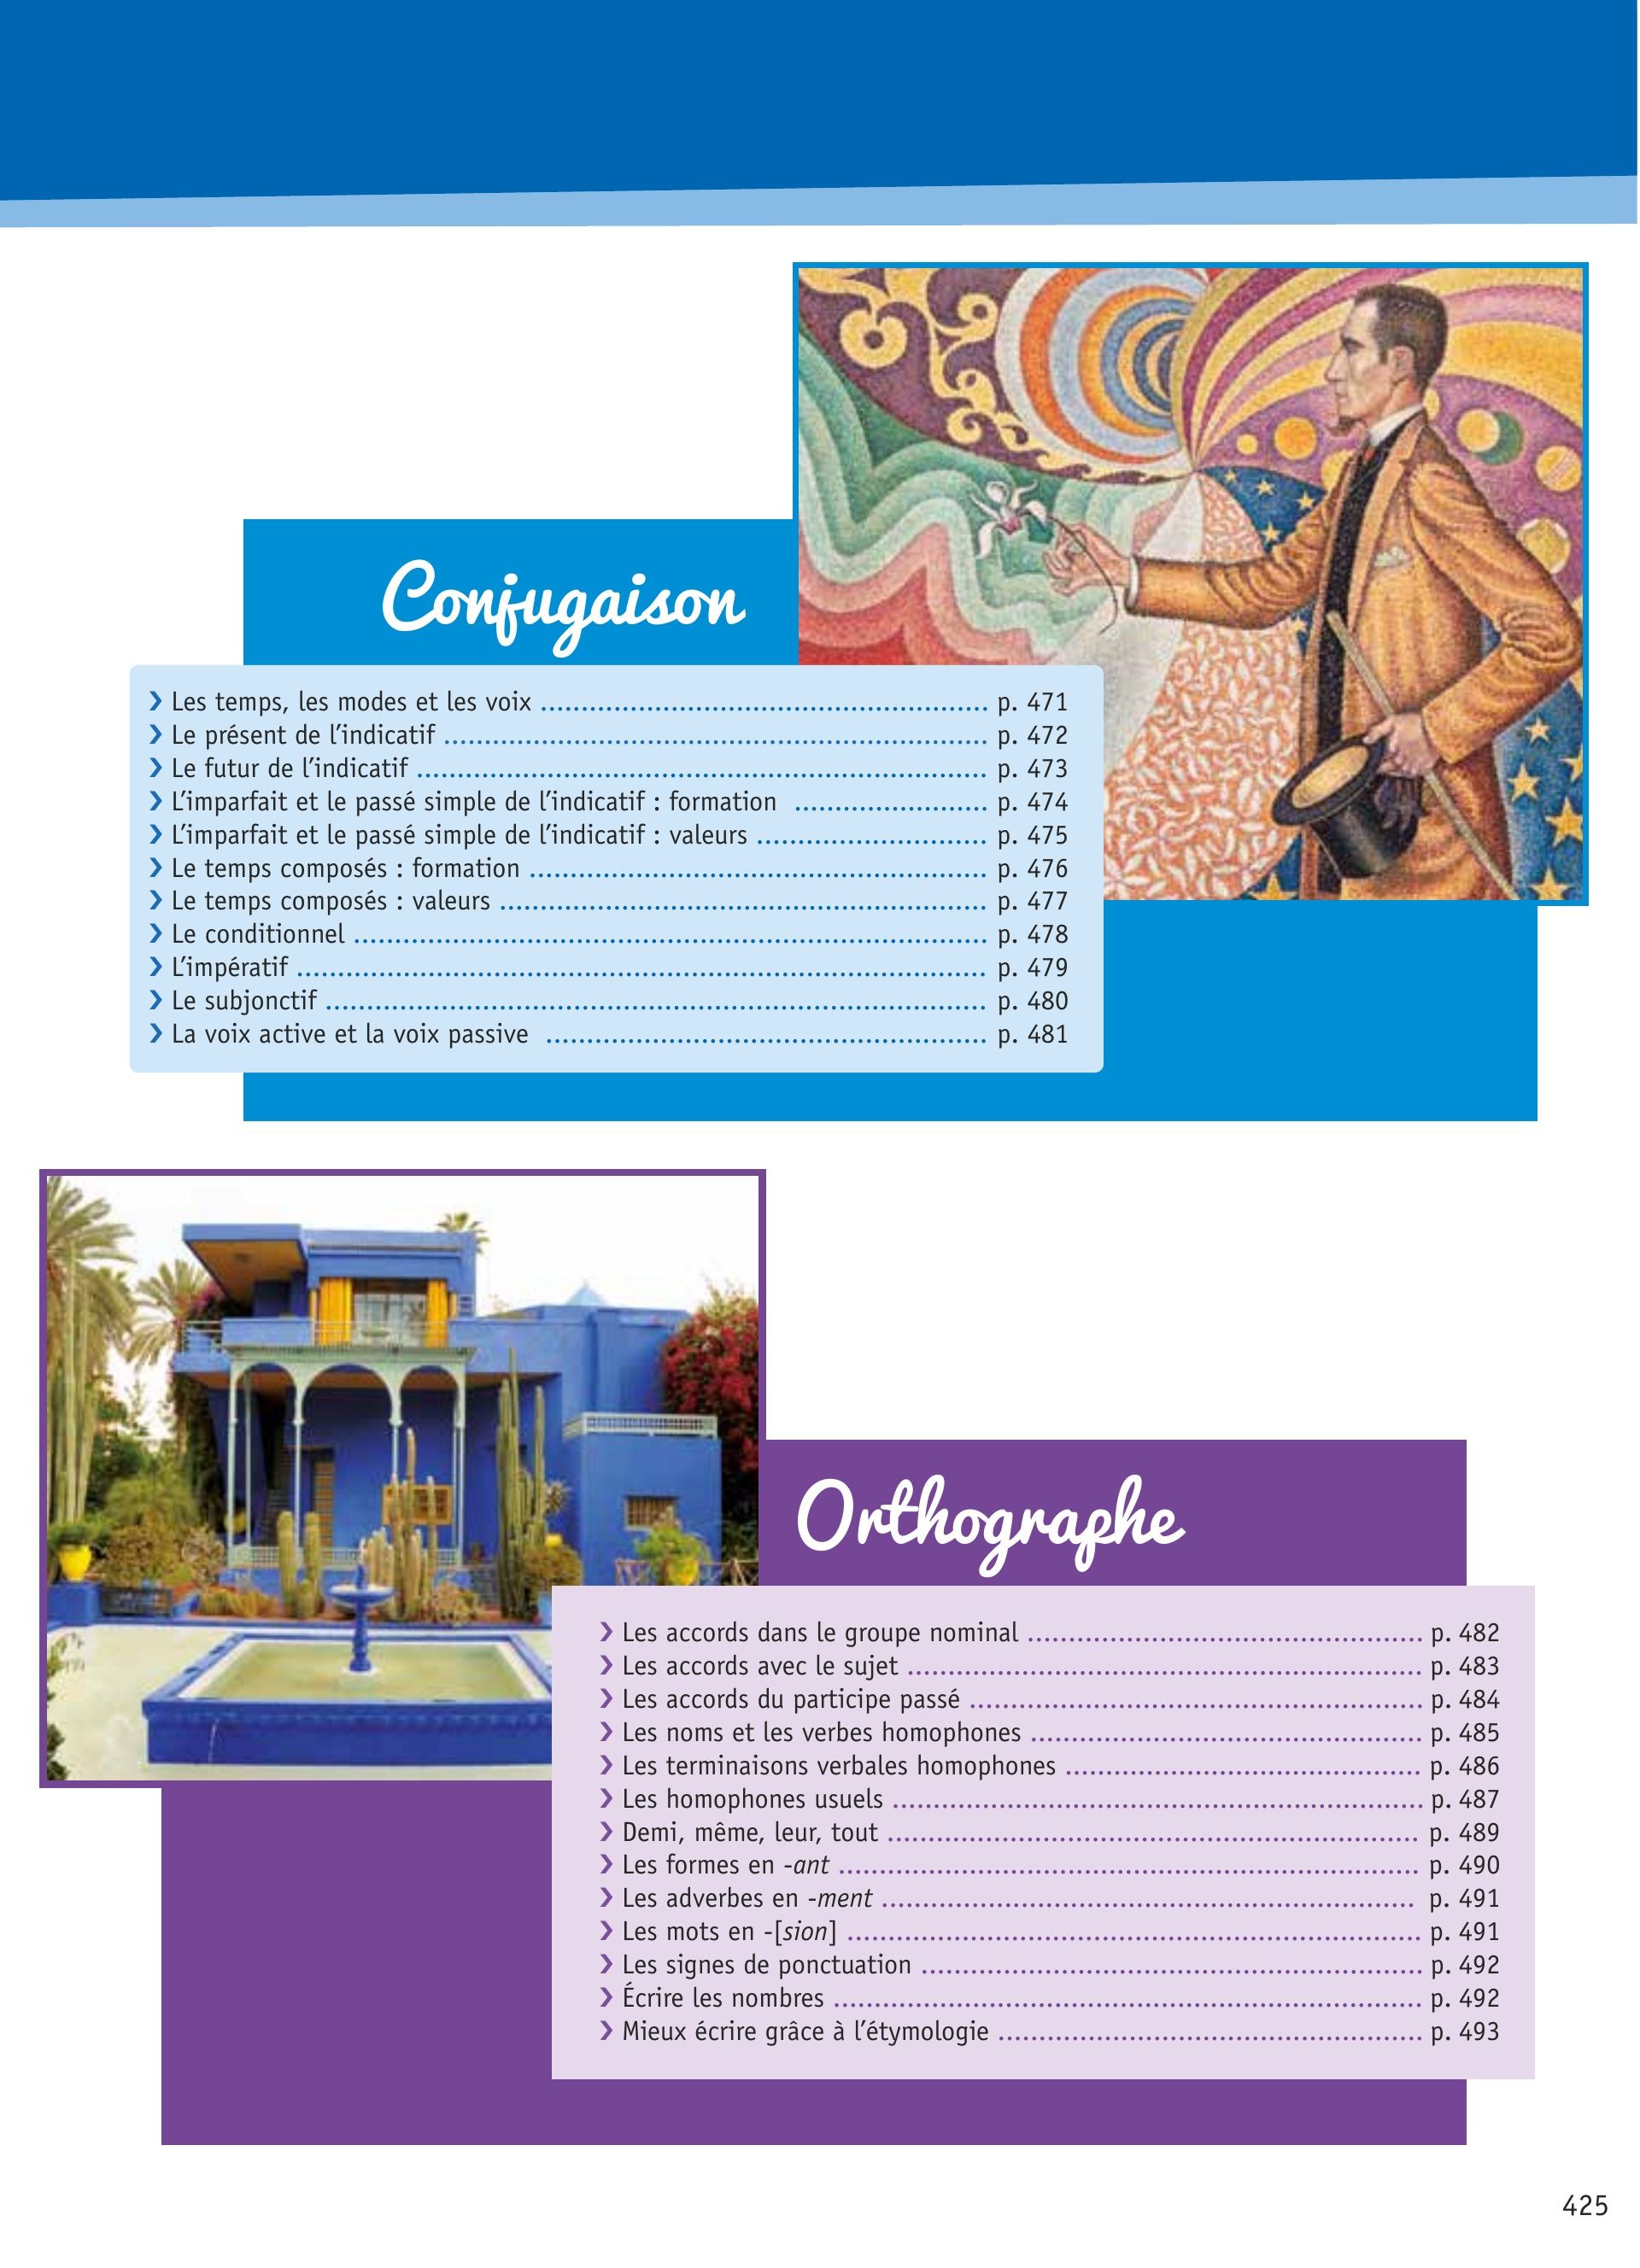 Conjugaison
❯ Les temps, les modes et les voix ...................................................... p. 471
❯ Le présent de l’indicatif .................................................................. p. 472
❯ Le futur de l’indicatif ..................................................................... p. 473
❯ L’imparfait et le passé simple de l’indicatif : formation ....................... p. 474
❯ L’imparfait et le passé simple de l’indicatif : valeurs ............................ p. 475
❯ Le temps composés : formation ........................................................ p. 476
❯ Le temps composés : valeurs ........................................................... p. 477
❯ Le conditionnel ............................................................................. p. 478
❯ L’impératif .................................................................................... p. 479
❯ Le subjonctif ................................................................................ p. 480
❯ La voix active et la voix passive ..................................................... p. 481
Orthographe
❯ Les accords dans le groupe nominal ................................................ p. 482
❯ Les accords avec le sujet ............................................................... p. 483
❯ Les accords du participe passé ....................................................... p. 484
❯ Les noms et les verbes homophones ................................................ p. 485
❯ Les terminaisons verbales homophones ........................................... p. 486
❯ Les homophones usuels ................................................................. p. 487
❯ Demi, même, leur, tout ................................................................. p. 489
❯ Les formes en -ant ....................................................................... p. 490
❯ Les adverbes en -ment .................................................................. p. 491
❯ Les mots en -[sion] ...................................................................... p. 491
❯ Les signes de ponctuation ............................................................. p. 492
❯ Écrire les nombres ........................................................................ p. 492
❯ Mieux écrire grâce à l’étymologie .................................................... p. 493
425